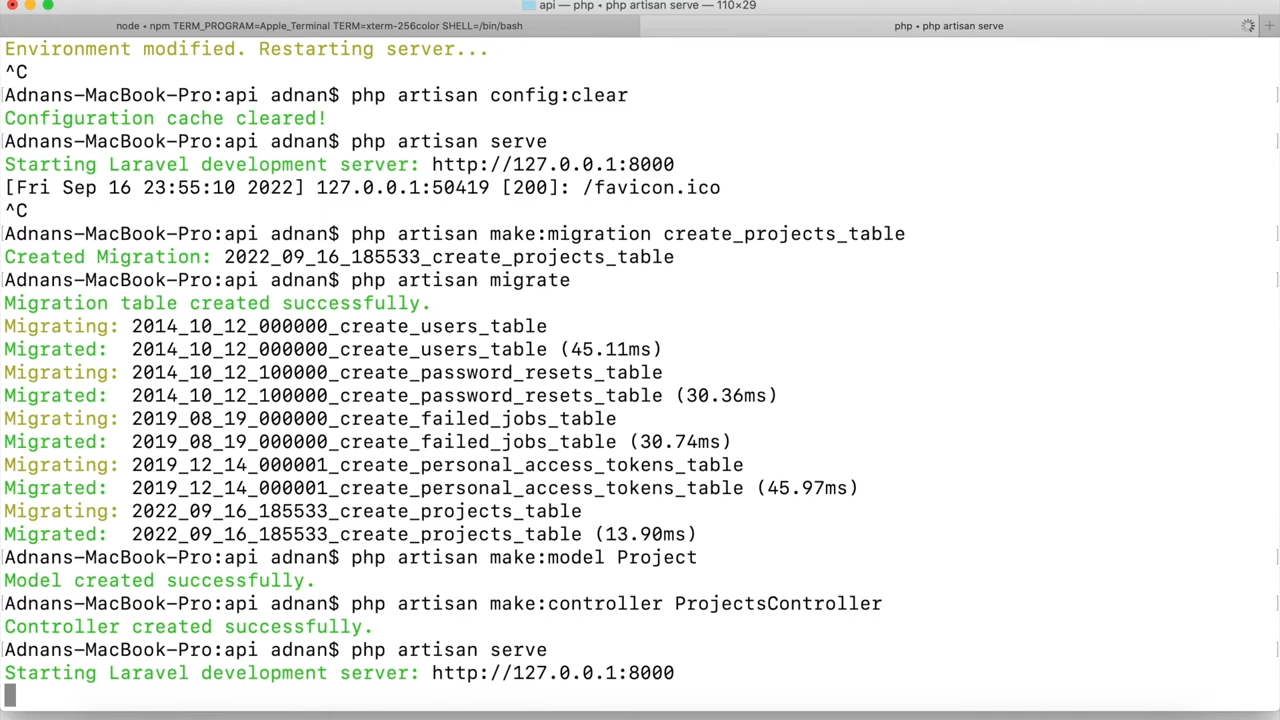 api — php • php artisan serve — 110×29
node • npm TERM_PROGRAM=Apple_Terminal TERM=xterm-256color SHELL=/bin/bash
php • php artisan serve
Environment modified. Restarting server...
^C
Adnans-MacBook-Pro:api adnan$ php artisan config:clear
Configuration cache cleared!
Adnans-MacBook-Pro:api adnan$ php artisan serve
Starting Laravel development server: http://127.0.0.1:8000
[Fri Sep 16 23:55:10 2022] 127.0.0.1:50419 [200]: /favicon.ico
^C
Adnans-MacBook-Pro:api adnan$ php artisan make:migration create_projects_table
Created Migration: 2022_09_16_185533_create_projects_table
Adnans-MacBook-Pro:api adnan$ php artisan migrate
Migration table created successfully.
Migrating: 2014_10_12_000000_create_users_table
Migrated:  2014_10_12_000000_create_users_table (45.11ms)
Migrating: 2014_10_12_100000_create_password_resets_table
Migrated:  2014_10_12_100000_create_password_resets_table (30.36ms)
Migrating: 2019_08_19_000000_create_failed_jobs_table
Migrated:  2019_08_19_000000_create_failed_jobs_table (30.74ms)
Migrating: 2019_12_14_000001_create_personal_access_tokens_table
Migrated:  2019_12_14_000001_create_personal_access_tokens_table (45.97ms)
Migrating: 2022_09_16_185533_create_projects_table
Migrated:  2022_09_16_185533_create_projects_table (13.90ms)
Adnans-MacBook-Pro:api adnan$ php artisan make:model Project
Model created successfully.
Adnans-MacBook-Pro:api adnan$ php artisan make:controller ProjectsController
Controller created successfully.
Adnans-MacBook-Pro:api adnan$ php artisan serve
Starting Laravel development server: http://127.0.0.1:8000